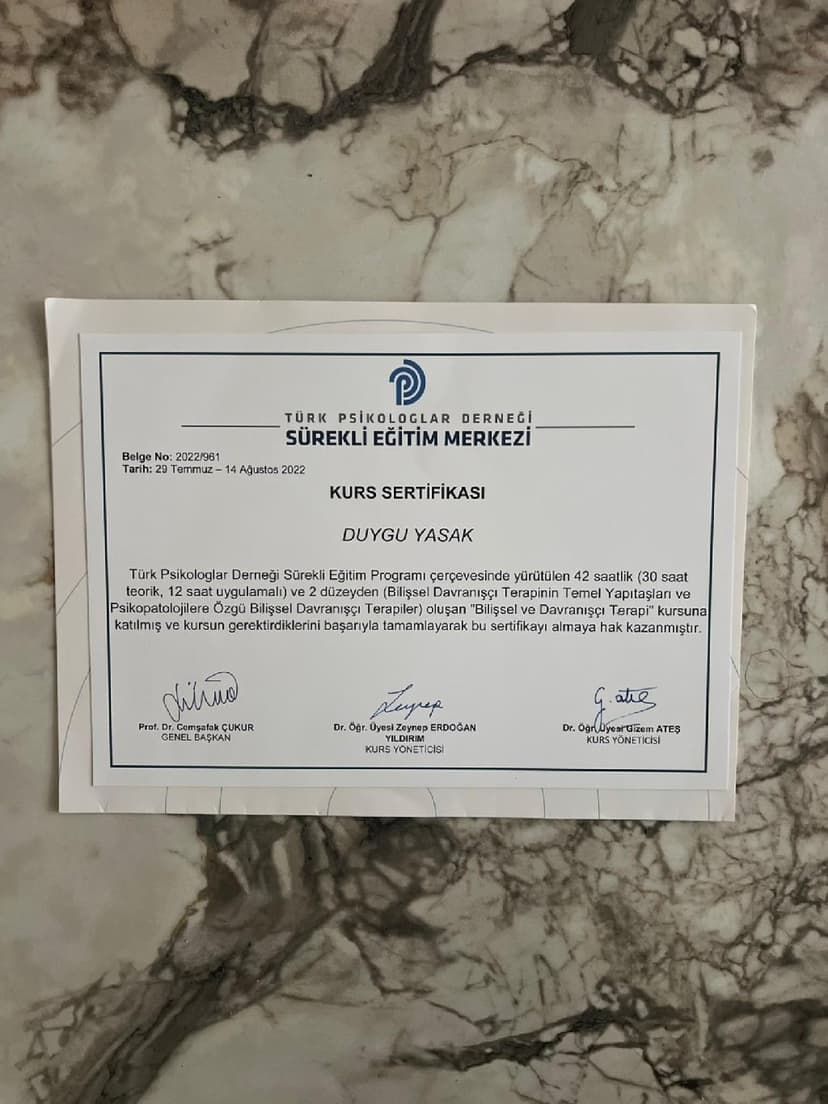 TÜRK PSİKOLOGLAR DERNEĞİ
SÜREKLİ EĞİTİM MERKEZİ
Belge No: 2022/961
Tarih: 29 Temmuz – 14 Ağustos 2022
KURS SERTİFİKASI
DUYGU YASAK
Türk Psikologlar Derneği Sürekli Eğitim Programı çerçevesinde yürütülen 42 saatlik (30 saat
teorik, 12 saat uygulamalı) ve 2 düzeyden (Bilişsel Davranışçı Terapinin Temel Yapıtaşları ve
Psikopatolojilere Özgü Bilişsel Davranışçı Terapiler) oluşan "Bilişsel ve Davranışçı Terapi" kursuna
katılmış ve kursun gerektirdiklerini başarıyla tamamlayarak bu sertifikayı almaya hak kazanmıştır.
Zeynep
G. ateş
Prof. Dr. Cemşafak ÇUKUR
GENEL BAŞKAN
Dr. Öğr. Üyesi Zeynep ERDOĞAN
YILDIRIM
KURS YÖNETİCİSİ
Dr. Öğr. Üyesi Gizem ATEŞ
KURS YÖNETİCİSİ